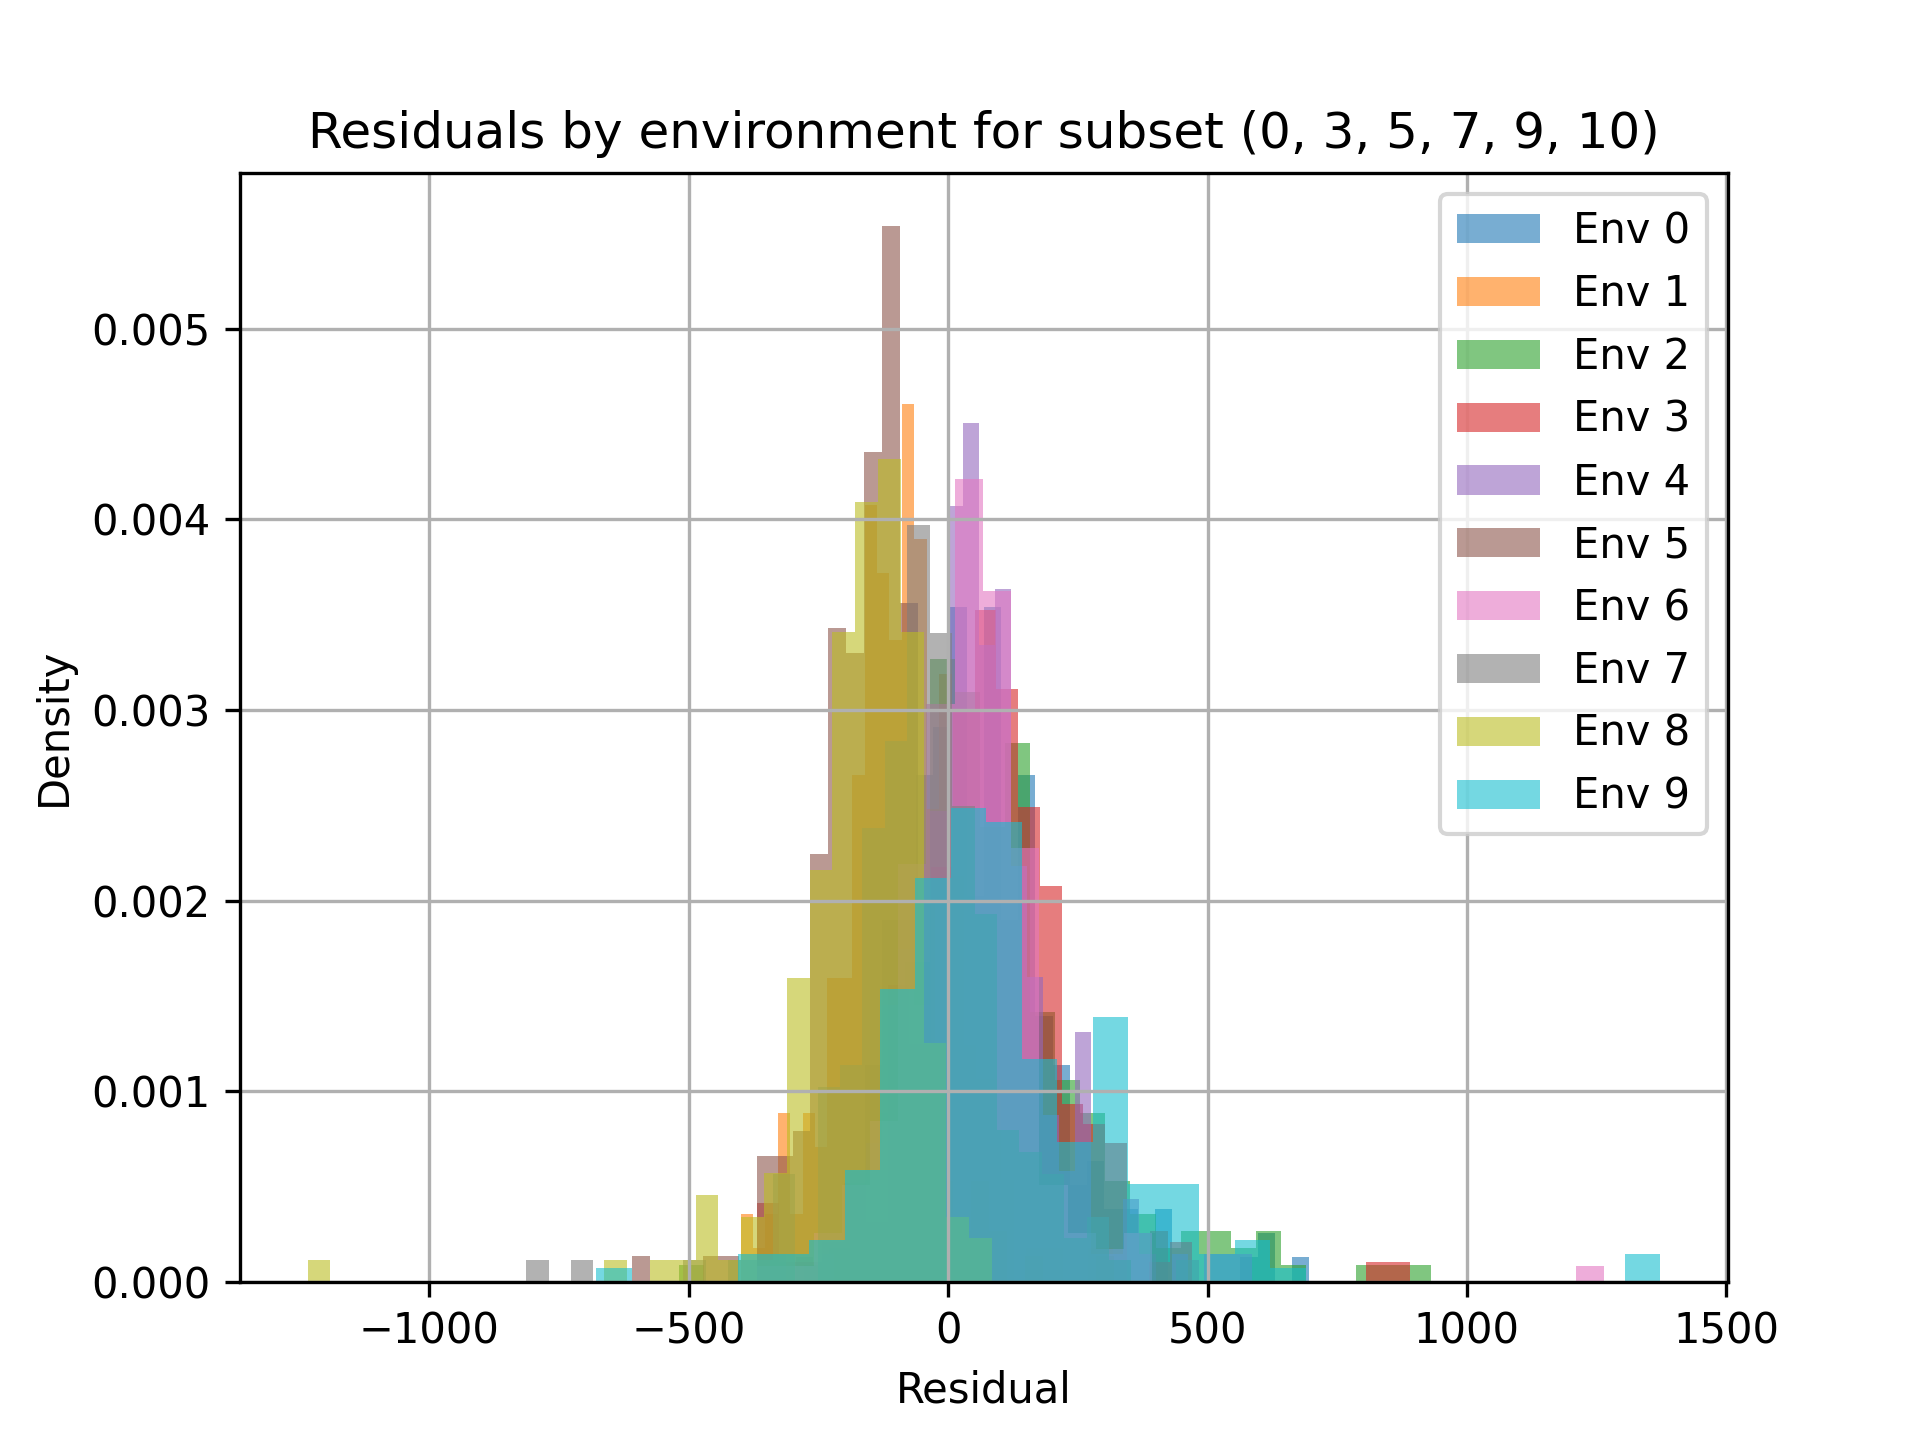 Residuals by environment for subset (0, 3, 5, 7, 9, 10)
Env 0
Env 1
Env 2
Env 3
Env 4
Env 5
Env 6
Env 7
Env 8
Env 9
Density
0.005
0.004
0.003
0.002
0.001
0.000
−1000
−500
0
500
1000
1500
Residual